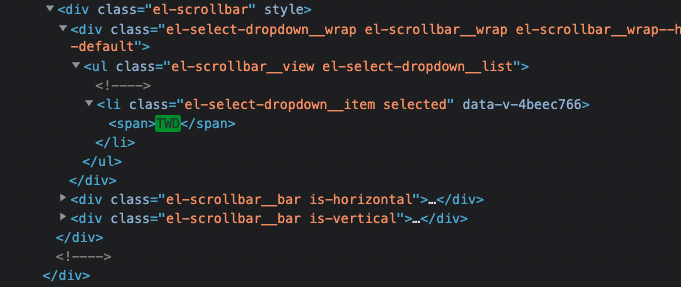 ▼<div class="el-scrollbar" style>
▼<div class="el-select-dropdown__wrap el-scrollbar__wrap el-scrollbar__wrap--h
-default">
▼<ul class="el-scrollbar__view el-select-dropdown__list">
<!---->
▼<li class="el-select-dropdown__item selected" data-v-4beec766>
<span>TWD</span>
</li>
</ul>
</div>
▶<div class="el-scrollbar__bar is-horizontal">…</div>
▶<div class="el-scrollbar__bar is-vertical">…</div>
</div>
<!---->
</div>